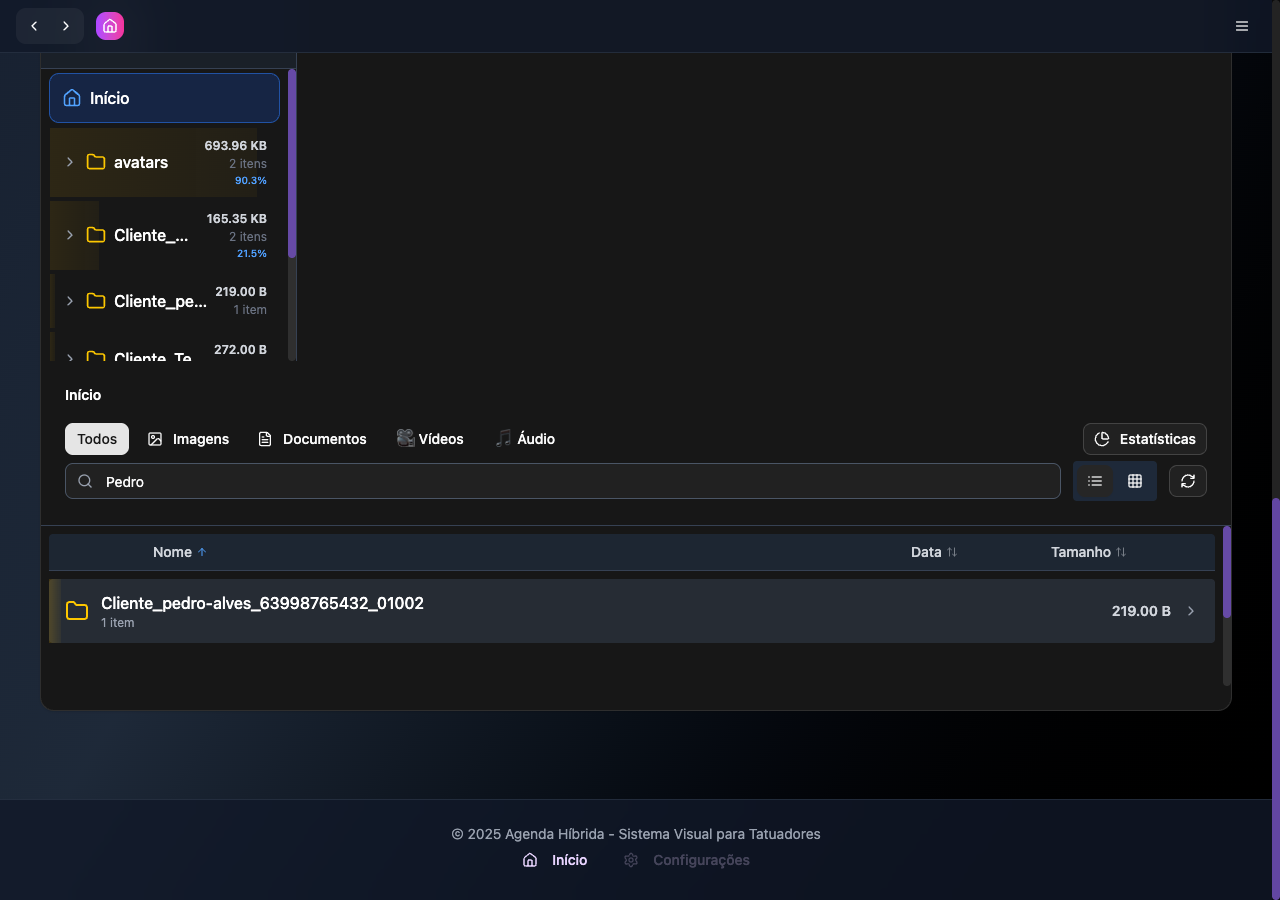 Início
avatars
693.96 KB
2 itens
90.3%
Cliente_...
165.35 KB
2 itens
21.5%
Cliente_pe...
219.00 B
1 item
Cliente_Te
272.00 B
Início
Todos Imagens Documentos Vídeos Áudio Estatísticas
Pedro
Nome Data Tamanho
Cliente_pedro-alves_63998765432_01002
1 item
219.00 B
© 2025 Agenda Híbrida - Sistema Visual para Tatuadores
Início Configurações